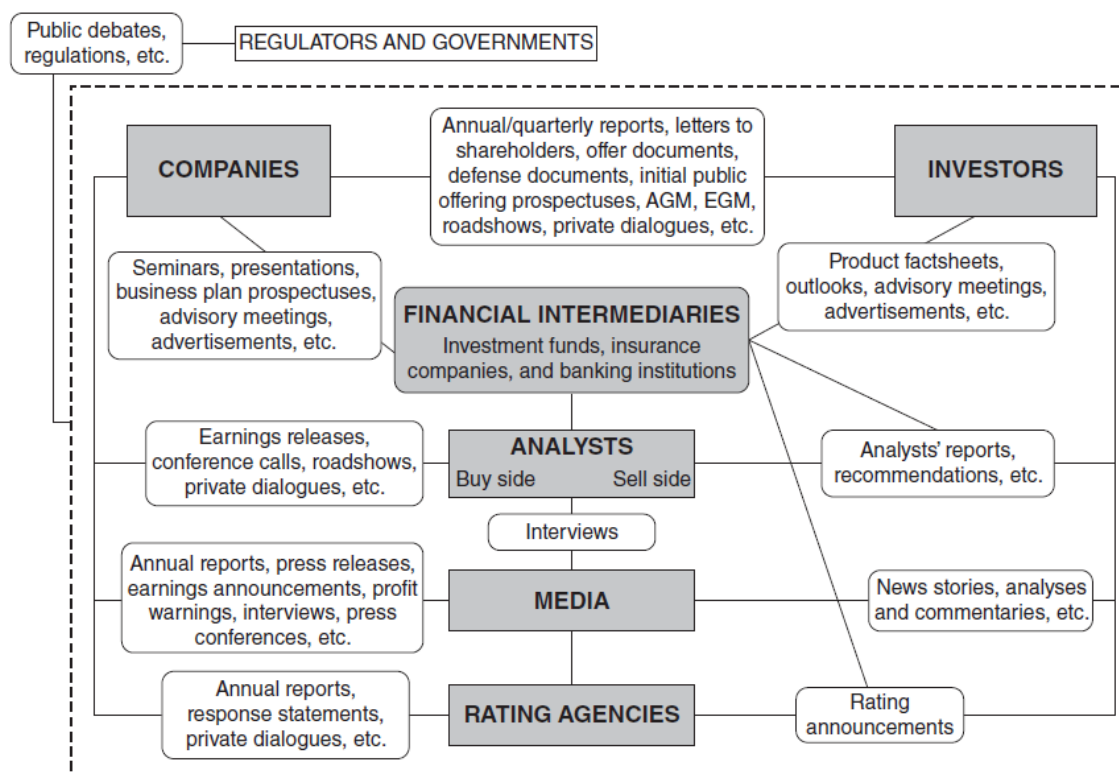 Public debates,
regulations, etc.
REGULATORS AND GOVERNMENTS
COMPANIES
Annual/quarterly reports, letters to
shareholders, offer documents,
defense documents, initial public
offering prospectuses, AGM, EGM,
roadshows, private dialogues, etc.
INVESTORS
Seminars, presentations,
business plan prospectuses,
advisory meetings,
advertisements, etc.
FINANCIAL INTERMEDIARIES
Investment funds, insurance
companies, and banking institutions
Product factsheets,
outlooks, advisory meetings,
advertisements, etc.
Earnings releases,
conference calls, roadshows,
private dialogues, etc.
ANALYSTS
Buy side Sell side
Analysts’ reports,
recommendations, etc.
Interviews
Annual reports, press releases,
earnings announcements, profit
warnings, interviews, press
conferences, etc.
MEDIA
News stories, analyses
and commentaries, etc.
Annual reports,
response statements,
private dialogues, etc.
RATING AGENCIES
Rating
announcements